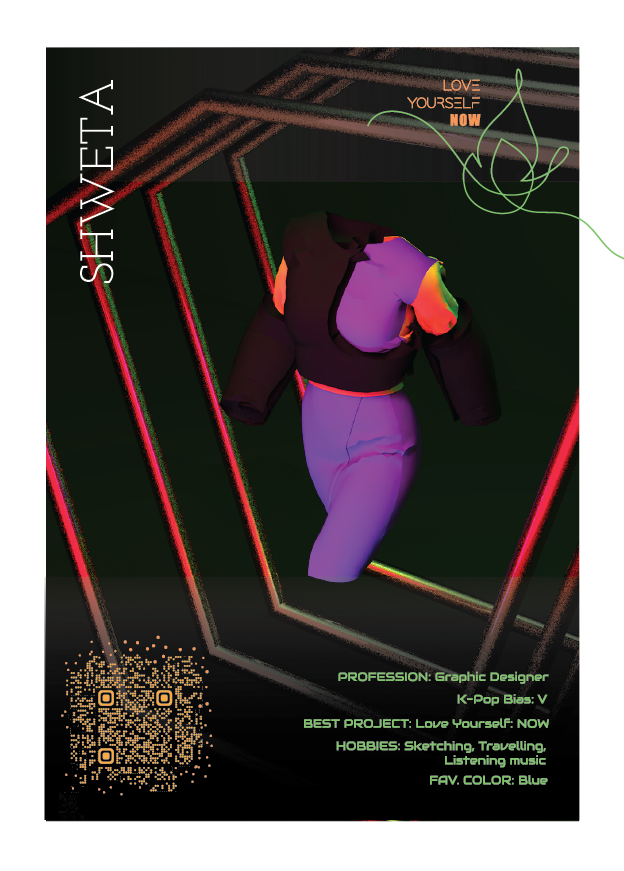 SHWETA
LOVE
YOURSELF
NOW
PROFESSION: Graphic Designer
K-Pop Bias: V
BEST PROJECT: Love Yourself: NOW
HOBBIES: Sketching, Travelling,
Listening music
FAV. COLOR: Blue